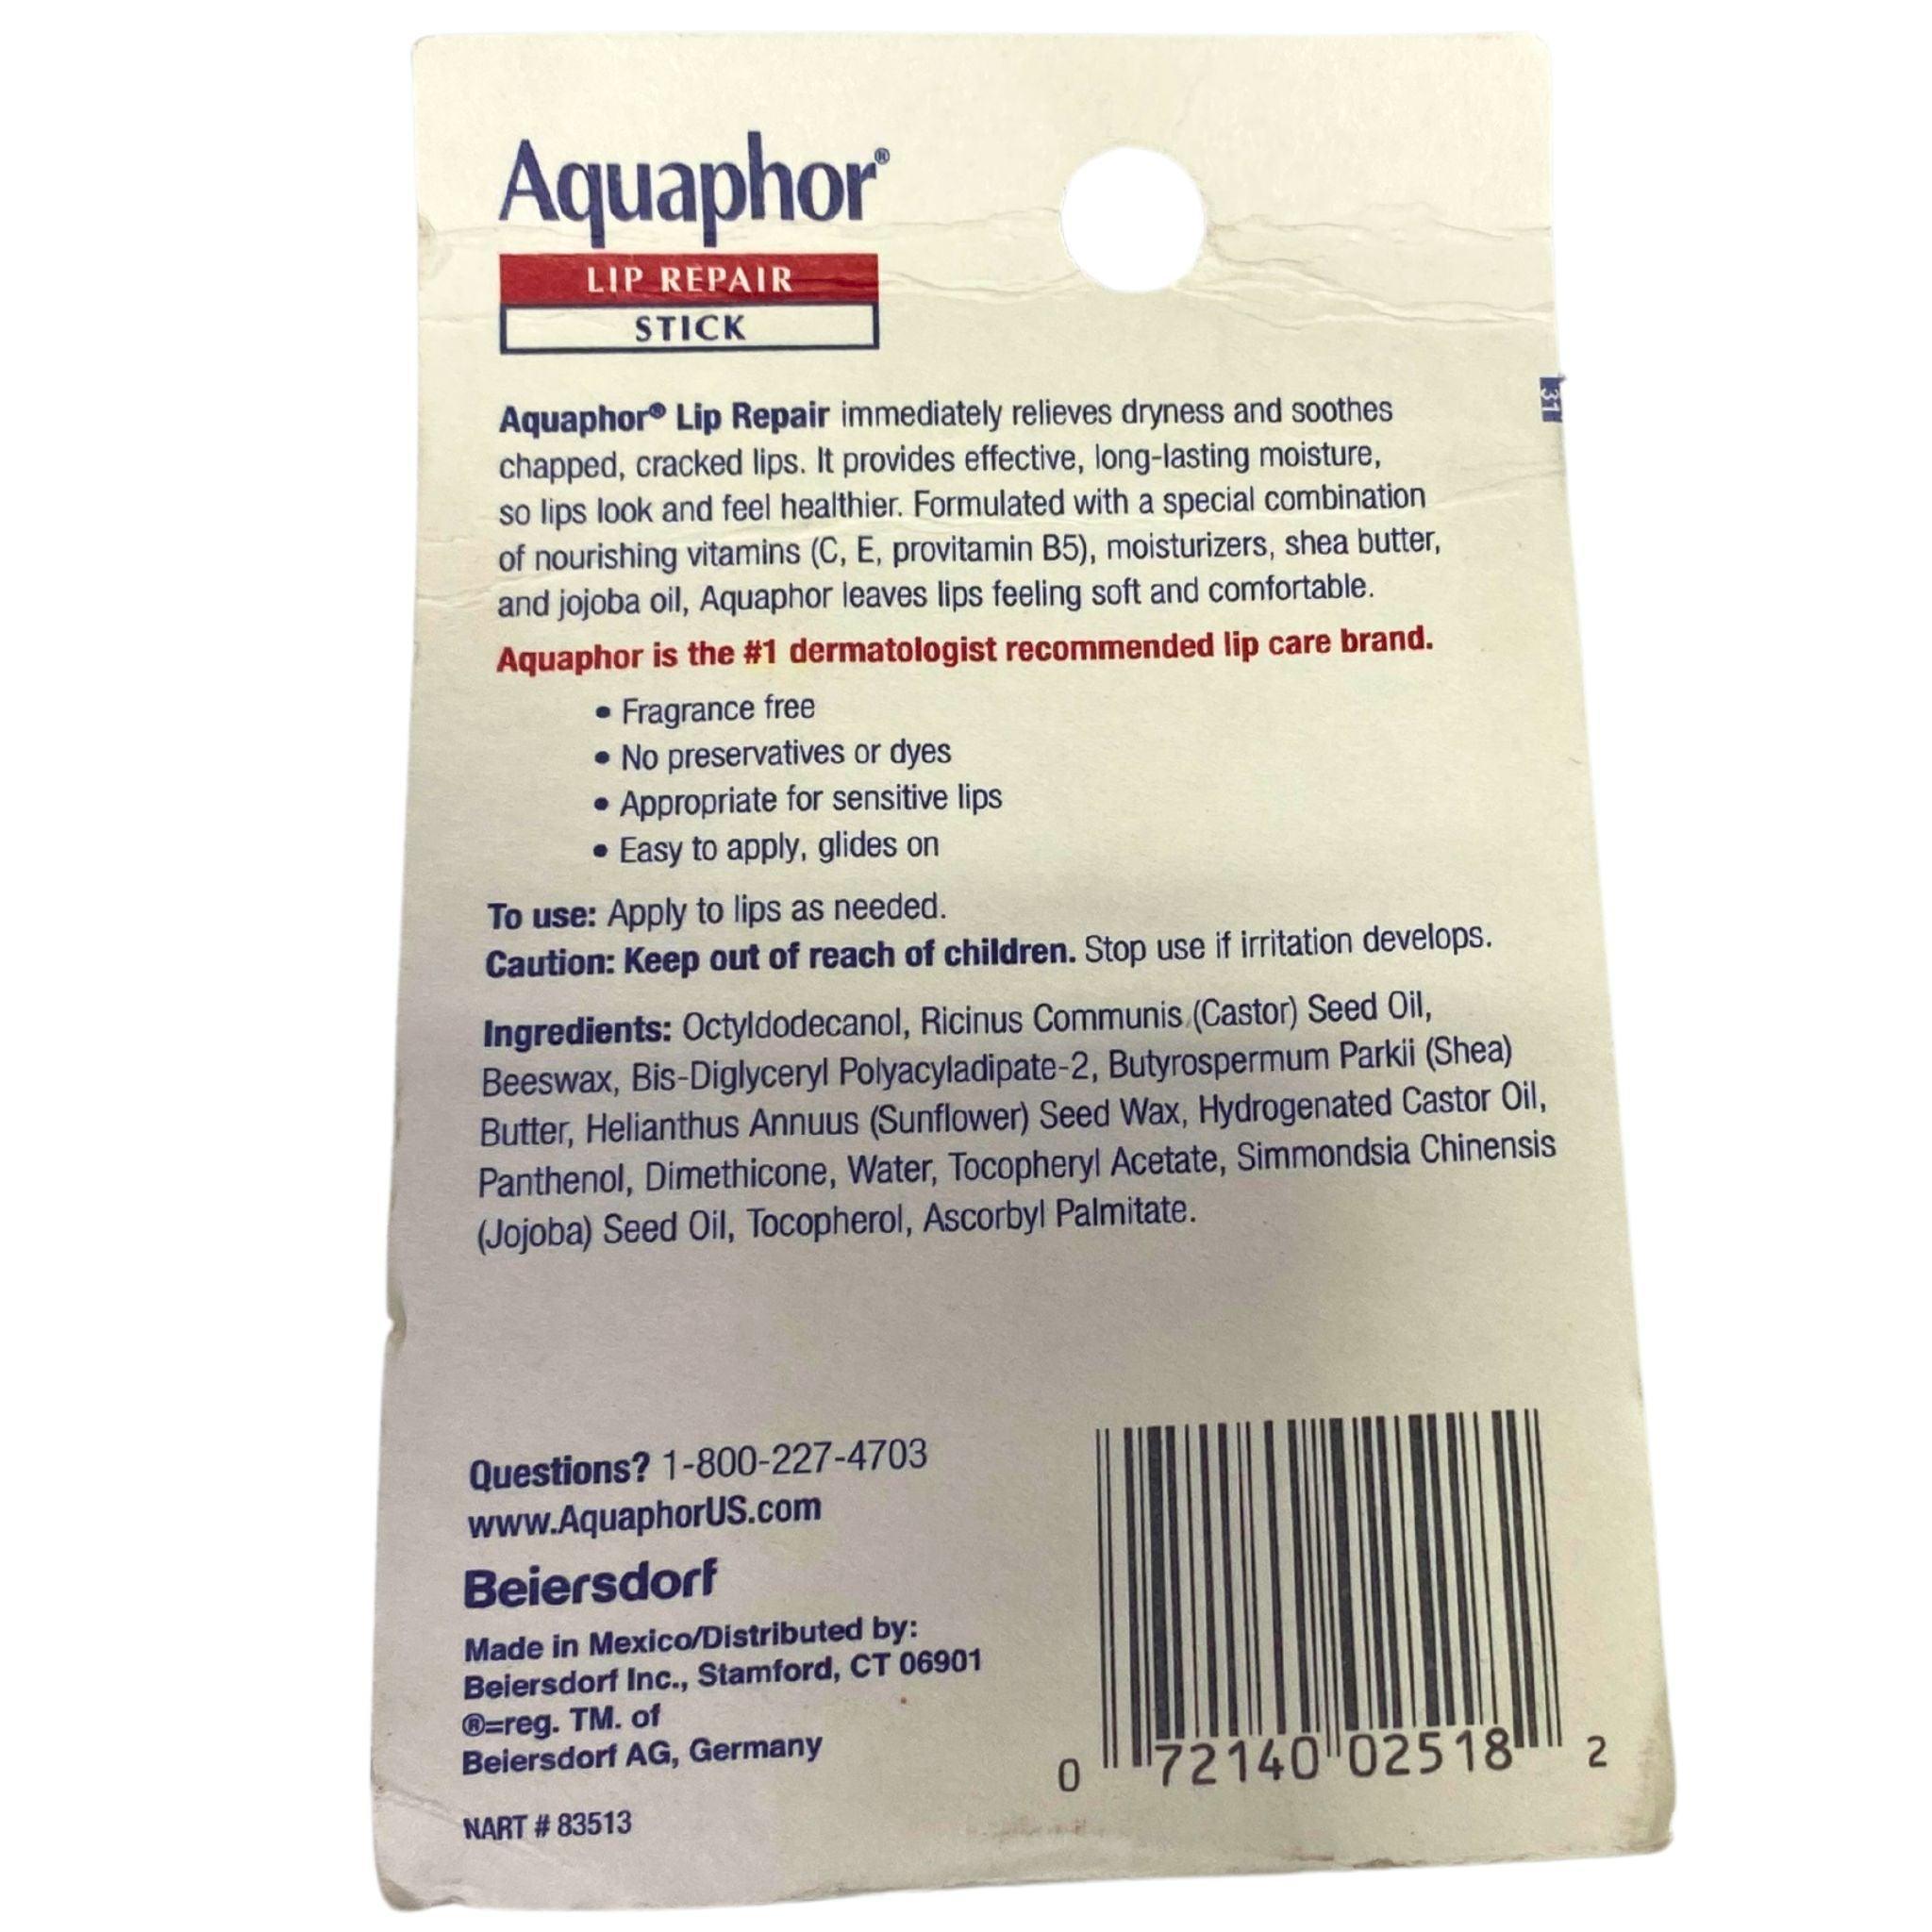 Aquaphor®
LIP REPAIR
STICK
31
Aquaphor® Lip Repair immediately relieves dryness and soothes
chapped, cracked lips. It provides effective, long-lasting moisture,
so lips look and feel healthier. Formulated with a special combination
of nourishing vitamins (C, E, provitamin B5), moisturizers, shea butter,
and jojoba oil, Aquaphor leaves lips feeling soft and comfortable.
Aquaphor is the #1 dermatologist recommended lip care brand.
• Fragrance free
• No preservatives or dyes
• Appropriate for sensitive lips
• Easy to apply, glides on
To use: Apply to lips as needed.
Caution: Keep out of reach of children. Stop use if irritation develops.
Ingredients: Octyldodecanol, Ricinus Communis (Castor) Seed Oil,
Beeswax, Bis-Diglyceryl Polyacyladipate-2, Butyrospermum Parkii (Shea)
Butter, Helianthus Annuus (Sunflower) Seed Wax, Hydrogenated Castor Oil,
Panthenol, Dimethicone, Water, Tocopheryl Acetate, Simmondsia Chinensis
(Jojoba) Seed Oil, Tocopherol, Ascorbyl Palmitate.
Questions? 1-800-227-4703
www.AquaphorUS.com
Beiersdorf
Made in Mexico/Distributed by:
Beiersdorf Inc., Stamford, CT 06901
®=reg. TM. of
Beiersdorf AG, Germany
NART # 83513
0 72140 02518 2